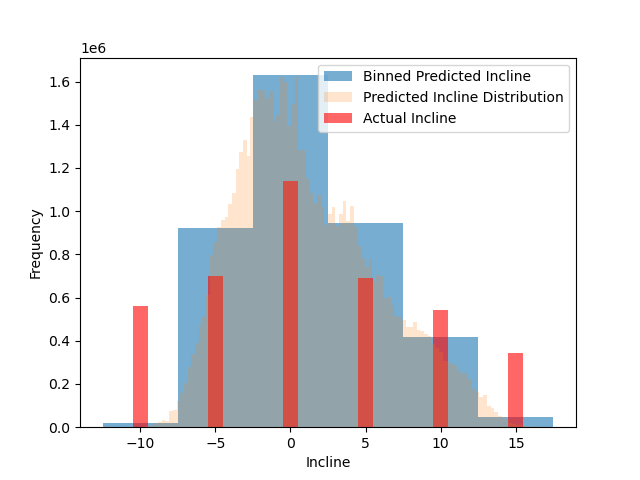 1e6
Binned Predicted Incline
Predicted Incline Distribution
Actual Incline
1.6
1.4
1.2
1.0
0.8
0.6
0.4
0.2
0.0
Frequency
−10 −5 0 5 10 15
Incline